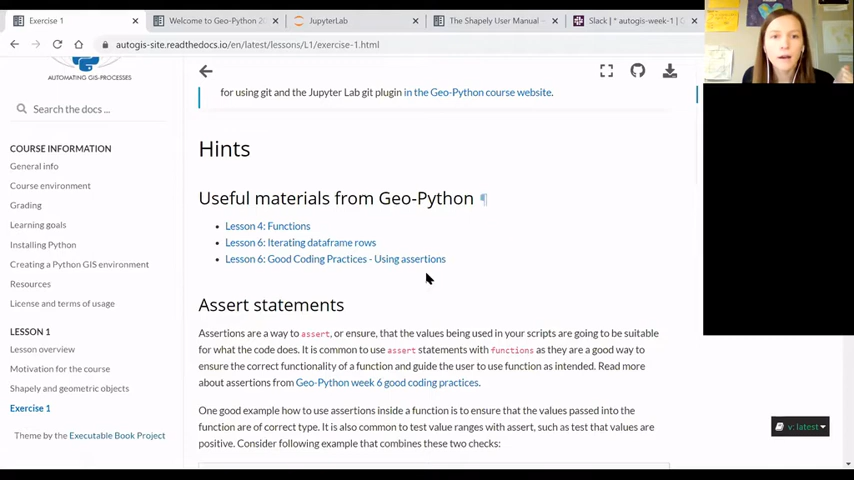 Exercise 1
Welcome to Geo-Python 20
JupyterLab
The Shapely User Manual —
Slack | * autogis-week-1 | G
autogis-site.readthedocs.io/en/latest/lessons/L1/exercise-1.html
AUTOMATING GIS-PROCESSES
Search the docs ...
COURSE INFORMATION
General info
Course environment
Grading
Learning goals
Installing Python
Creating a Python GIS environment
Resources
License and terms of usage
LESSON 1
Lesson overview
Motivation for the course
Shapely and geometric objects
Exercise 1
Theme by the Executable Book Project
for using git and the Jupyter Lab git plugin in the Geo-Python course website.
Hints
Useful materials from Geo-Python ¶
Lesson 4: Functions
Lesson 6: Iterating dataframe rows
Lesson 6: Good Coding Practices - Using assertions
Assert statements
Assertions are a way to assert, or ensure, that the values being used in your scripts are going to be suitable
for what the code does. It is common to use assert statements with functions as they are a good way to
ensure the correct functionality of a function and guide the user to use function as intended. Read more
about assertions from Geo-Python week 6 good coding practices.
One good example how to use assertions inside a function is to ensure that the values passed into the
function are of correct type. It is also common to test value ranges with assert, such as test that values are
positive. Consider following example that combines these two checks:
v: latest